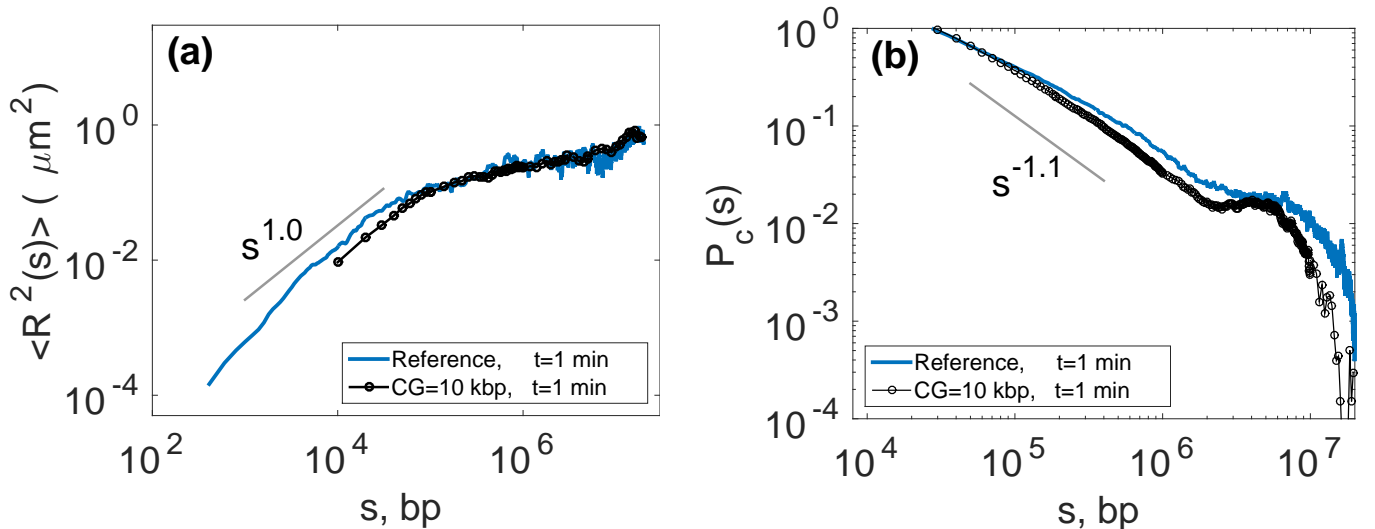 (a)
<R²(s)> ( μm²)
10⁰
10⁻²
10⁻⁴
s¹·⁰
Reference, t=1 min
CG=10 kbp, t=1 min
10² 10⁴ 10⁶
s, bp
(b)
P_c(s)
10⁰
10⁻¹
10⁻²
10⁻³
10⁻⁴
s⁻¹·¹
Reference, t=1 min
CG=10 kbp, t=1 min
10⁴ 10⁵ 10⁶ 10⁷
s, bp